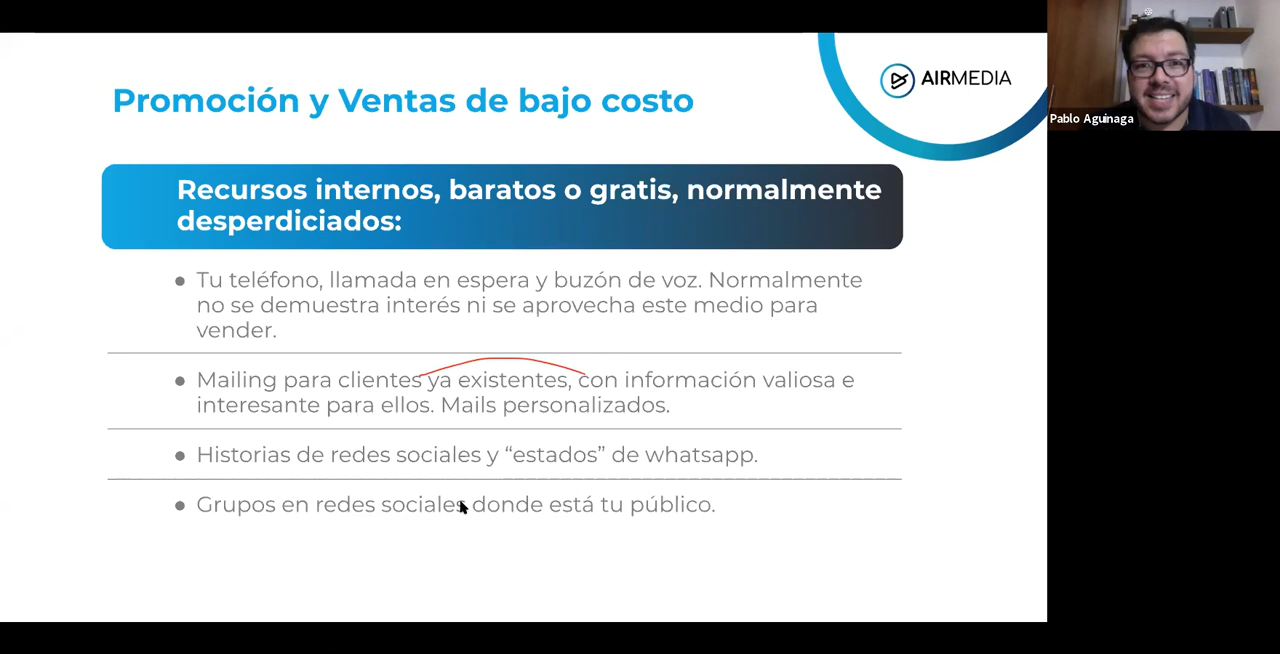 Promoción y Ventas de bajo costo
AIRMEDIA
Pablo Aguinaga
Recursos internos, baratos o gratis, normalmente
desperdiciados:
● Tu teléfono, llamada en espera y buzón de voz. Normalmente
no se demuestra interés ni se aprovecha este medio para
vender.
● Mailing para clientes ya existentes, con información valiosa e
interesante para ellos. Mails personalizados.
● Historias de redes sociales y “estados” de whatsapp.
● Grupos en redes sociales donde está tu público.